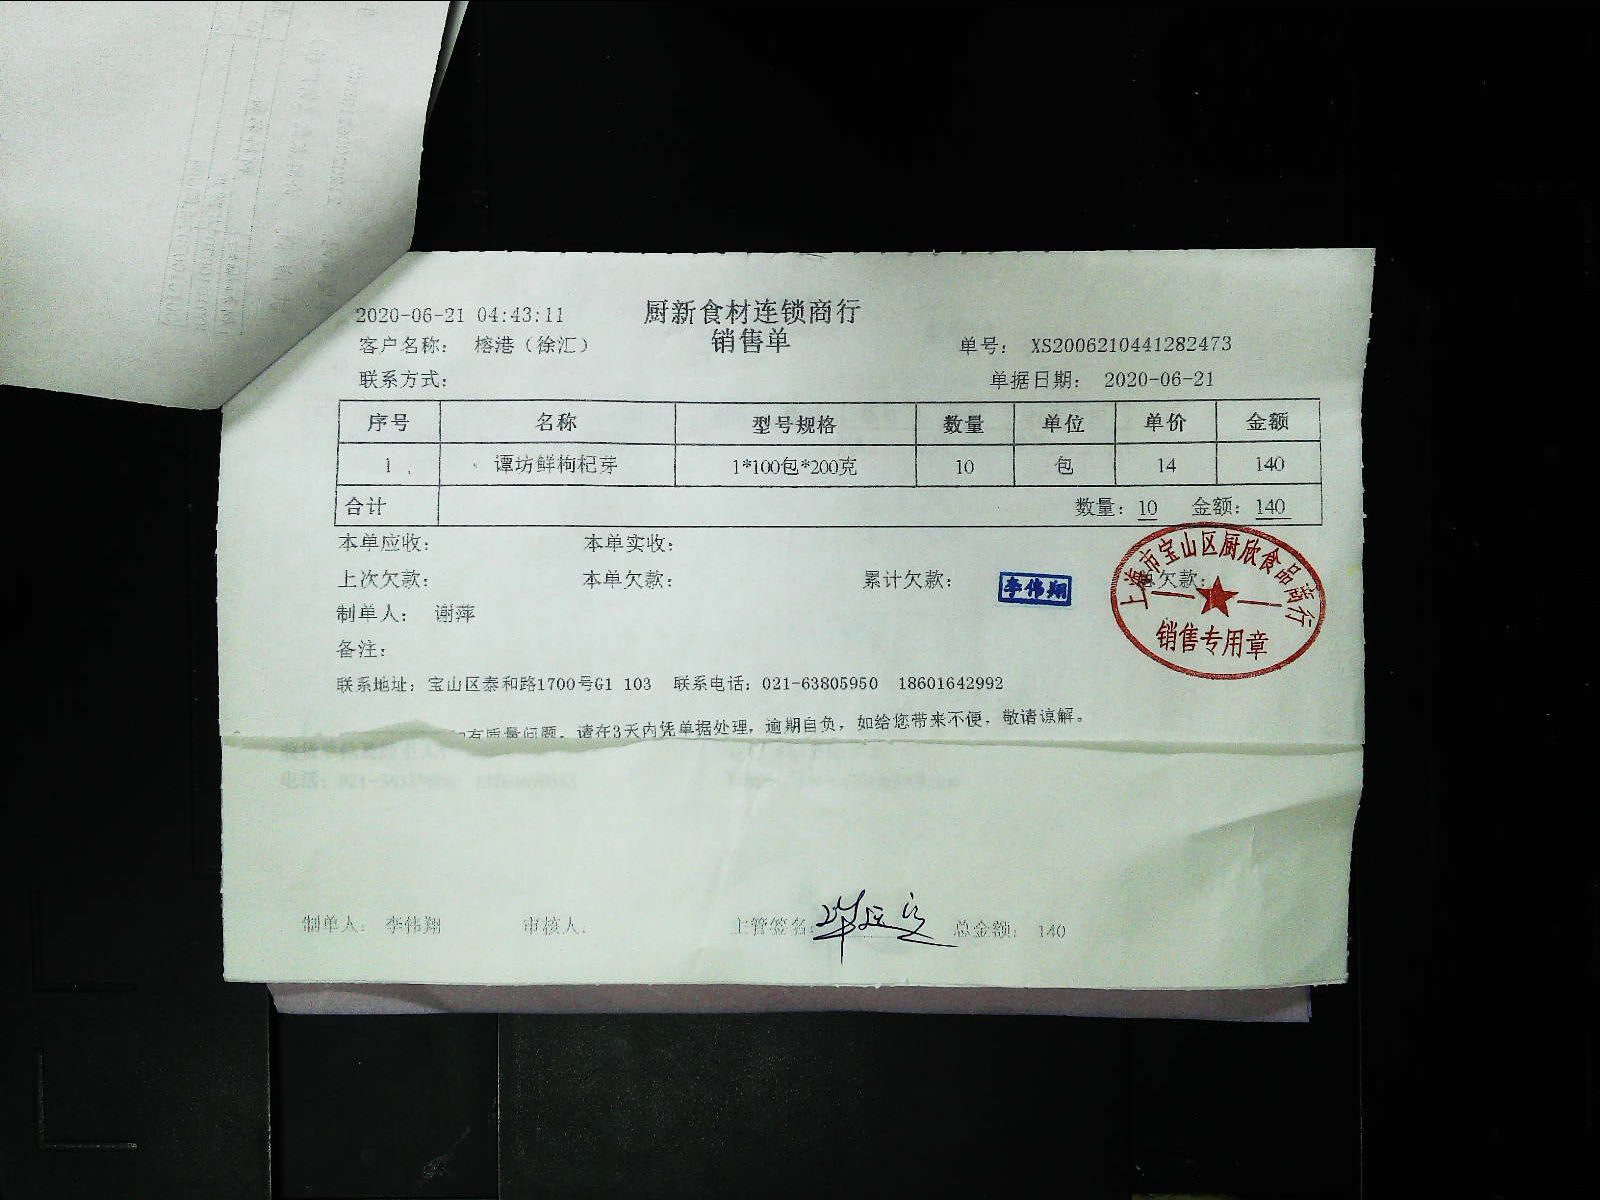 2020-06-21 04:43:11 厨新食材连锁商行
销售单
客户名称： 榕港（徐汇） 单号： XS2006210441282473
联系方式： 单据日期： 2020-06-21
序号 名称 型号规格 数量 单位 单价 金额
1 谭坊鲜枸杞芽 1*100包*200克 10 包 14 140
合计 数量：10 金额：140
本单应收： 本单实收：
上次欠款： 本单欠款： 累计欠款： 李伟翔 欠款：
上海市宝山区厨欣食品商行
销售专用章
制单人： 谢萍
备注：
联系地址：宝山区泰和路1700号G1 103 联系电话：021-63805950 18601642992
有质量问题，请在3天内凭单据处理，逾期自负，如给您带来不便，敬请谅解。
制单人： 李伟翔 审核人： 主管签名： 总金额： 140